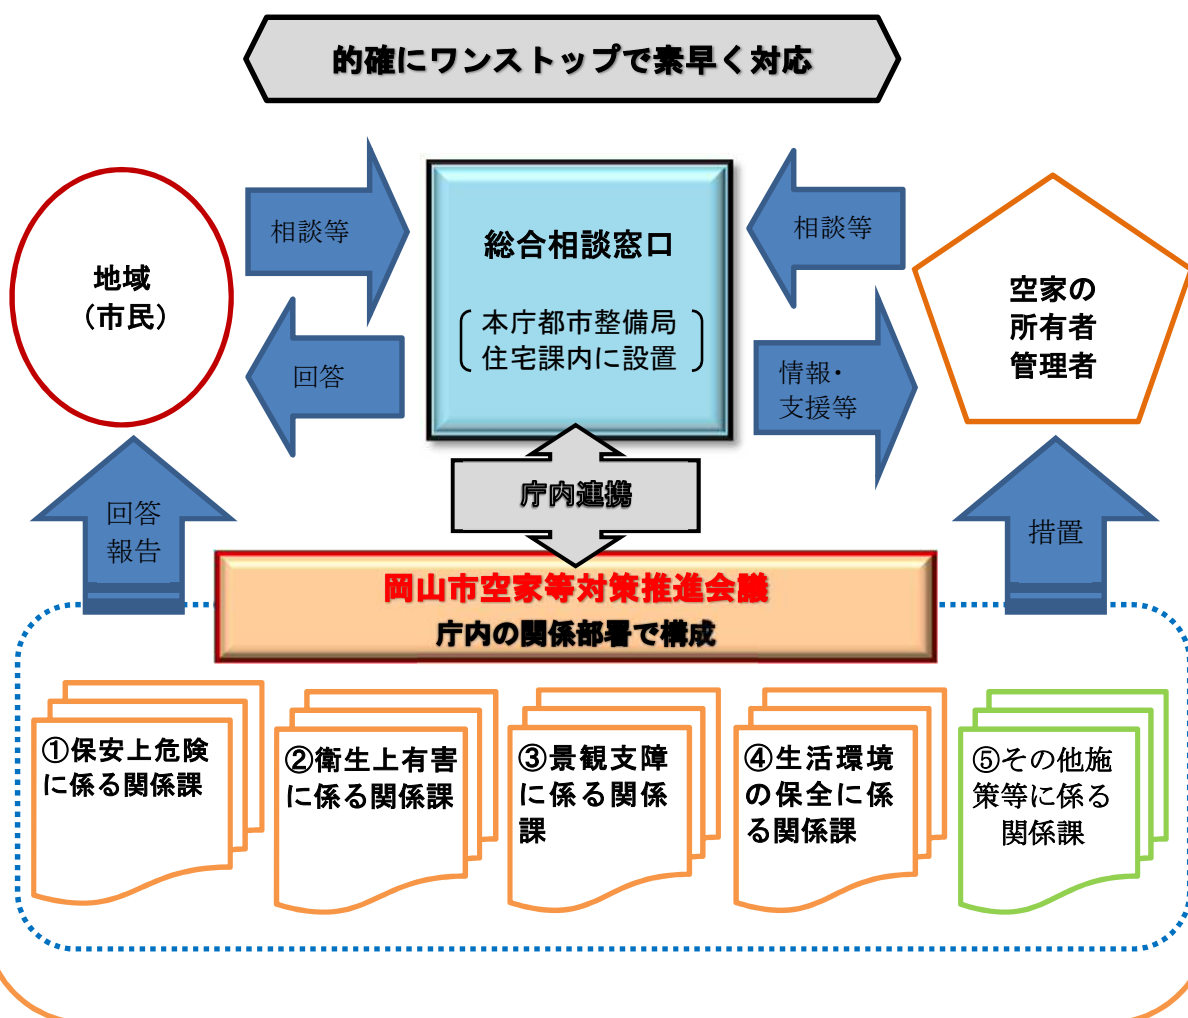 的確にワンストップで素早く対応
地域
（市民）
相談等
回答
総合相談窓口
本庁都市整備局
住宅課内に設置
相談等
情報・
支援等
空家の
所有者
管理者
回答
報告
庁内連携
措置
岡山市空家等対策推進会議
庁内の関係部署で構成
①保安上危険
に係る関係課
②衛生上有害
に係る関係課
③景観支障
に係る関係
課
④生活環境
の保全に係
る関係課
⑤その他施
策等に係る
関係課